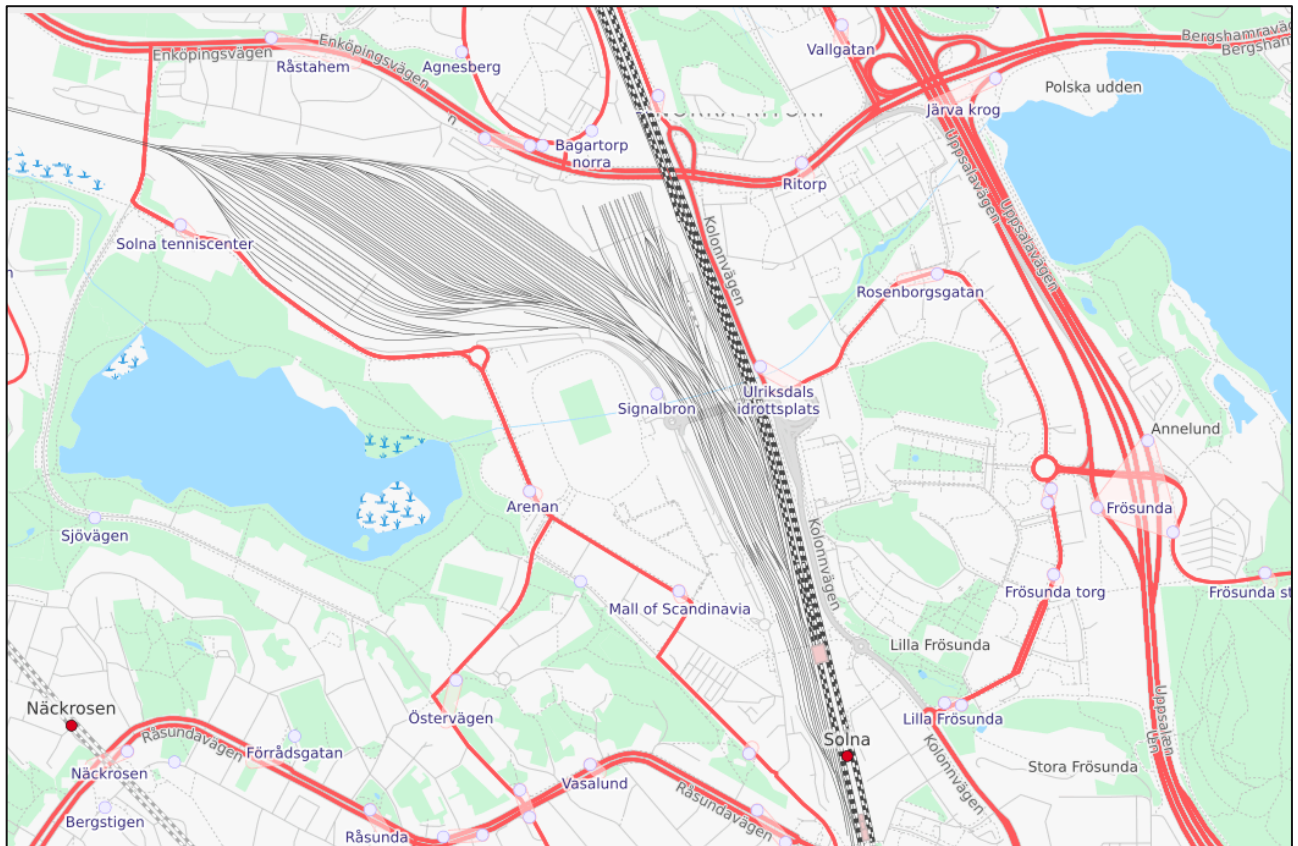 Enköpingsvägen
Råstahem
Enköpingsvägen
Agnesberg
Vallgatan
Bergshamraväg
Bergsham
Polska udden
Järva krog
n
Bagartorp
norra
Ritorp
Uppsalavägen
Uppsalavägen
Solna tenniscenter
Kolonnvägen
Rosenborgsgatan
Signalbron
Ulriksdals
idrottsplats
Annelund
Arenan
Frösunda
Sjövägen
Kolonnvägen
Mall of Scandinavia
Frösunda torg
Frösunda st
Lilla Frösunda
Näckrosen
Östervägen
Lilla Frösunda
Solna
Råsundavägen
Förrådsgatan
Kolonnvägen
Näckrosen
Vasalund
Stora Frösunda
Råsundavägen
Bergstigen
Råsunda